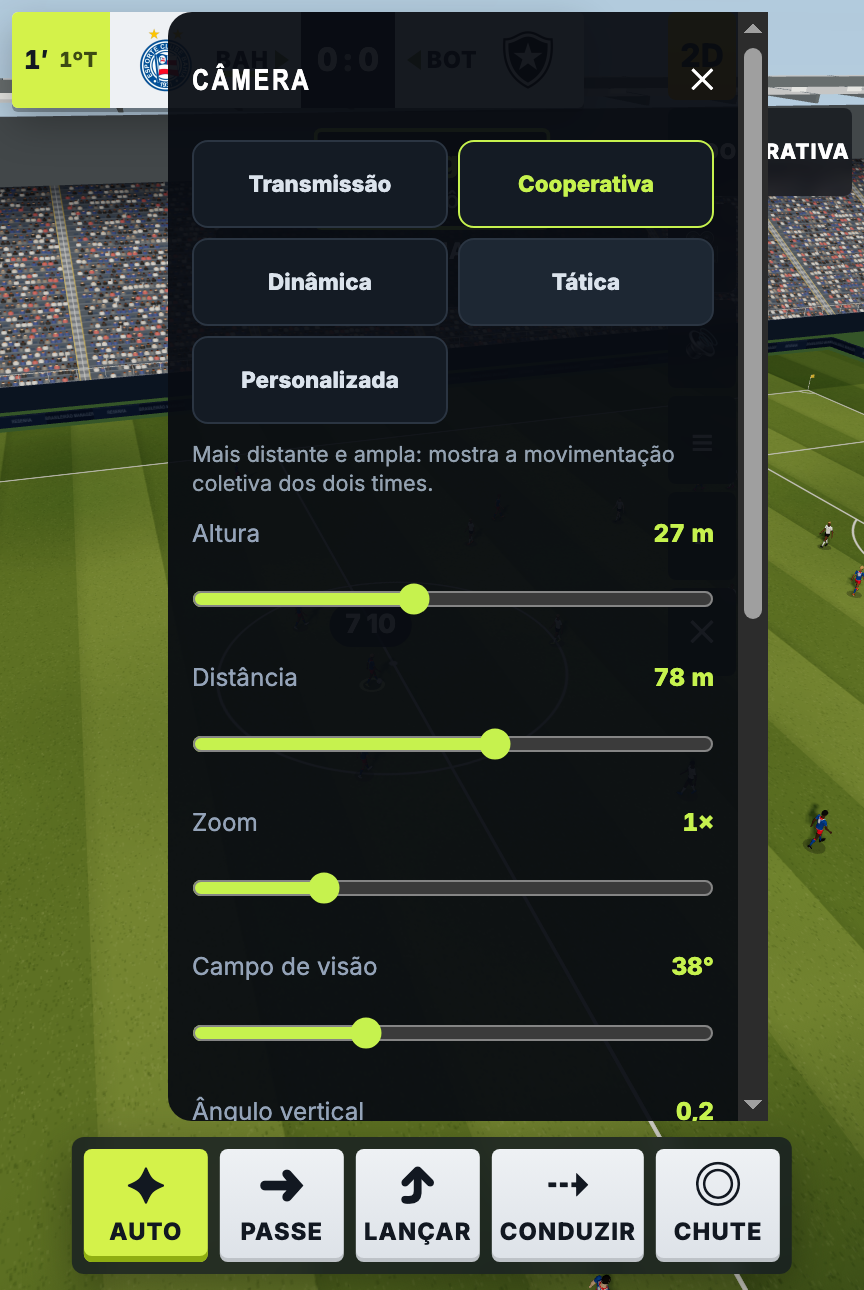 1′ 1ºT
BAH
0:0
BOT
2D
CÂMERA
RATIVA
Transmissão
Cooperativa
Dinâmica
Tática
Personalizada
Mais distante e ampla: mostra a movimentação
coletiva dos dois times.
Altura
27 m
7 10
Distância
78 m
Zoom
1×
Campo de visão
38°
Ângulo vertical
0,2
AUTO
PASSE
LANÇAR
CONDUZIR
CHUTE